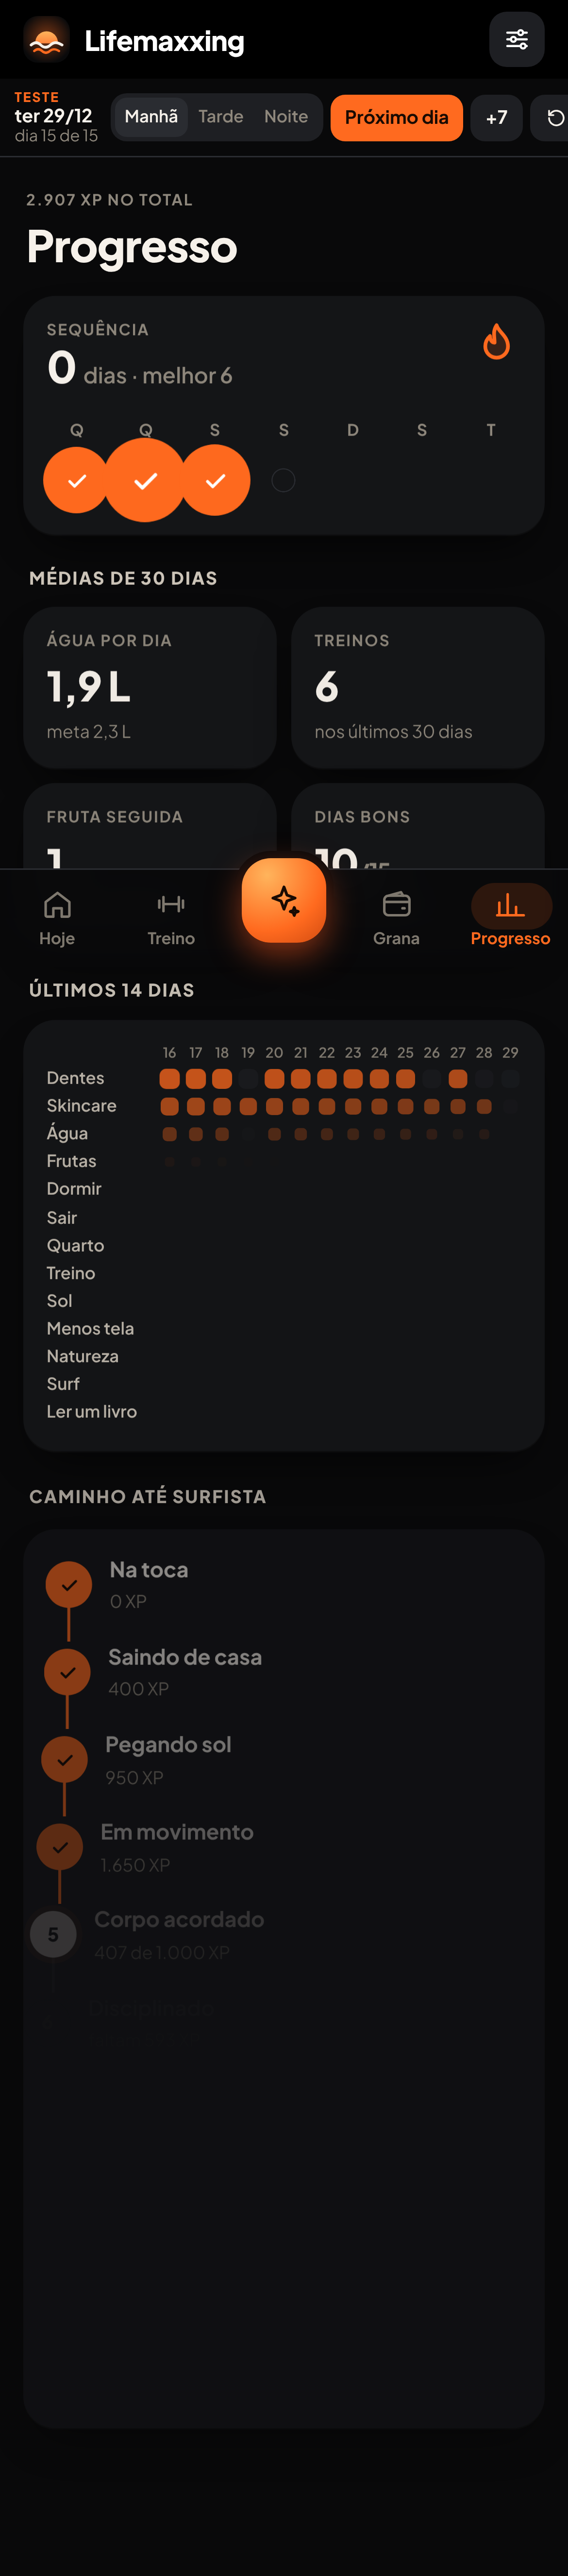 Lifemaxxing
TESTE
ter 29/12
dia 15 de 15
Manhã Tarde Noite
Próximo dia
+7
2.907 XP NO TOTAL
Progresso
SEQUÊNCIA
0 dias · melhor 6
Q Q S S D S T
MÉDIAS DE 30 DIAS
ÁGUA POR DIA
1,9 L
meta 2,3 L
TREINOS
6
nos últimos 30 dias
FRUTA SEGUIDA
1
DIAS BONS
10 /15
Hoje
Treino
Grana
Progresso
ÚLTIMOS 14 DIAS
16 17 18 19 20 21 22 23 24 25 26 27 28 29
Dentes
Skincare
Água
Frutas
Dormir
Sair
Quarto
Treino
Sol
Menos tela
Natureza
Surf
Ler um livro
CAMINHO ATÉ SURFISTA
Na toca
0 XP
Saindo de casa
400 XP
Pegando sol
950 XP
Em movimento
1.650 XP
5
Corpo acordado
407 de 1.000 XP
Disciplinado